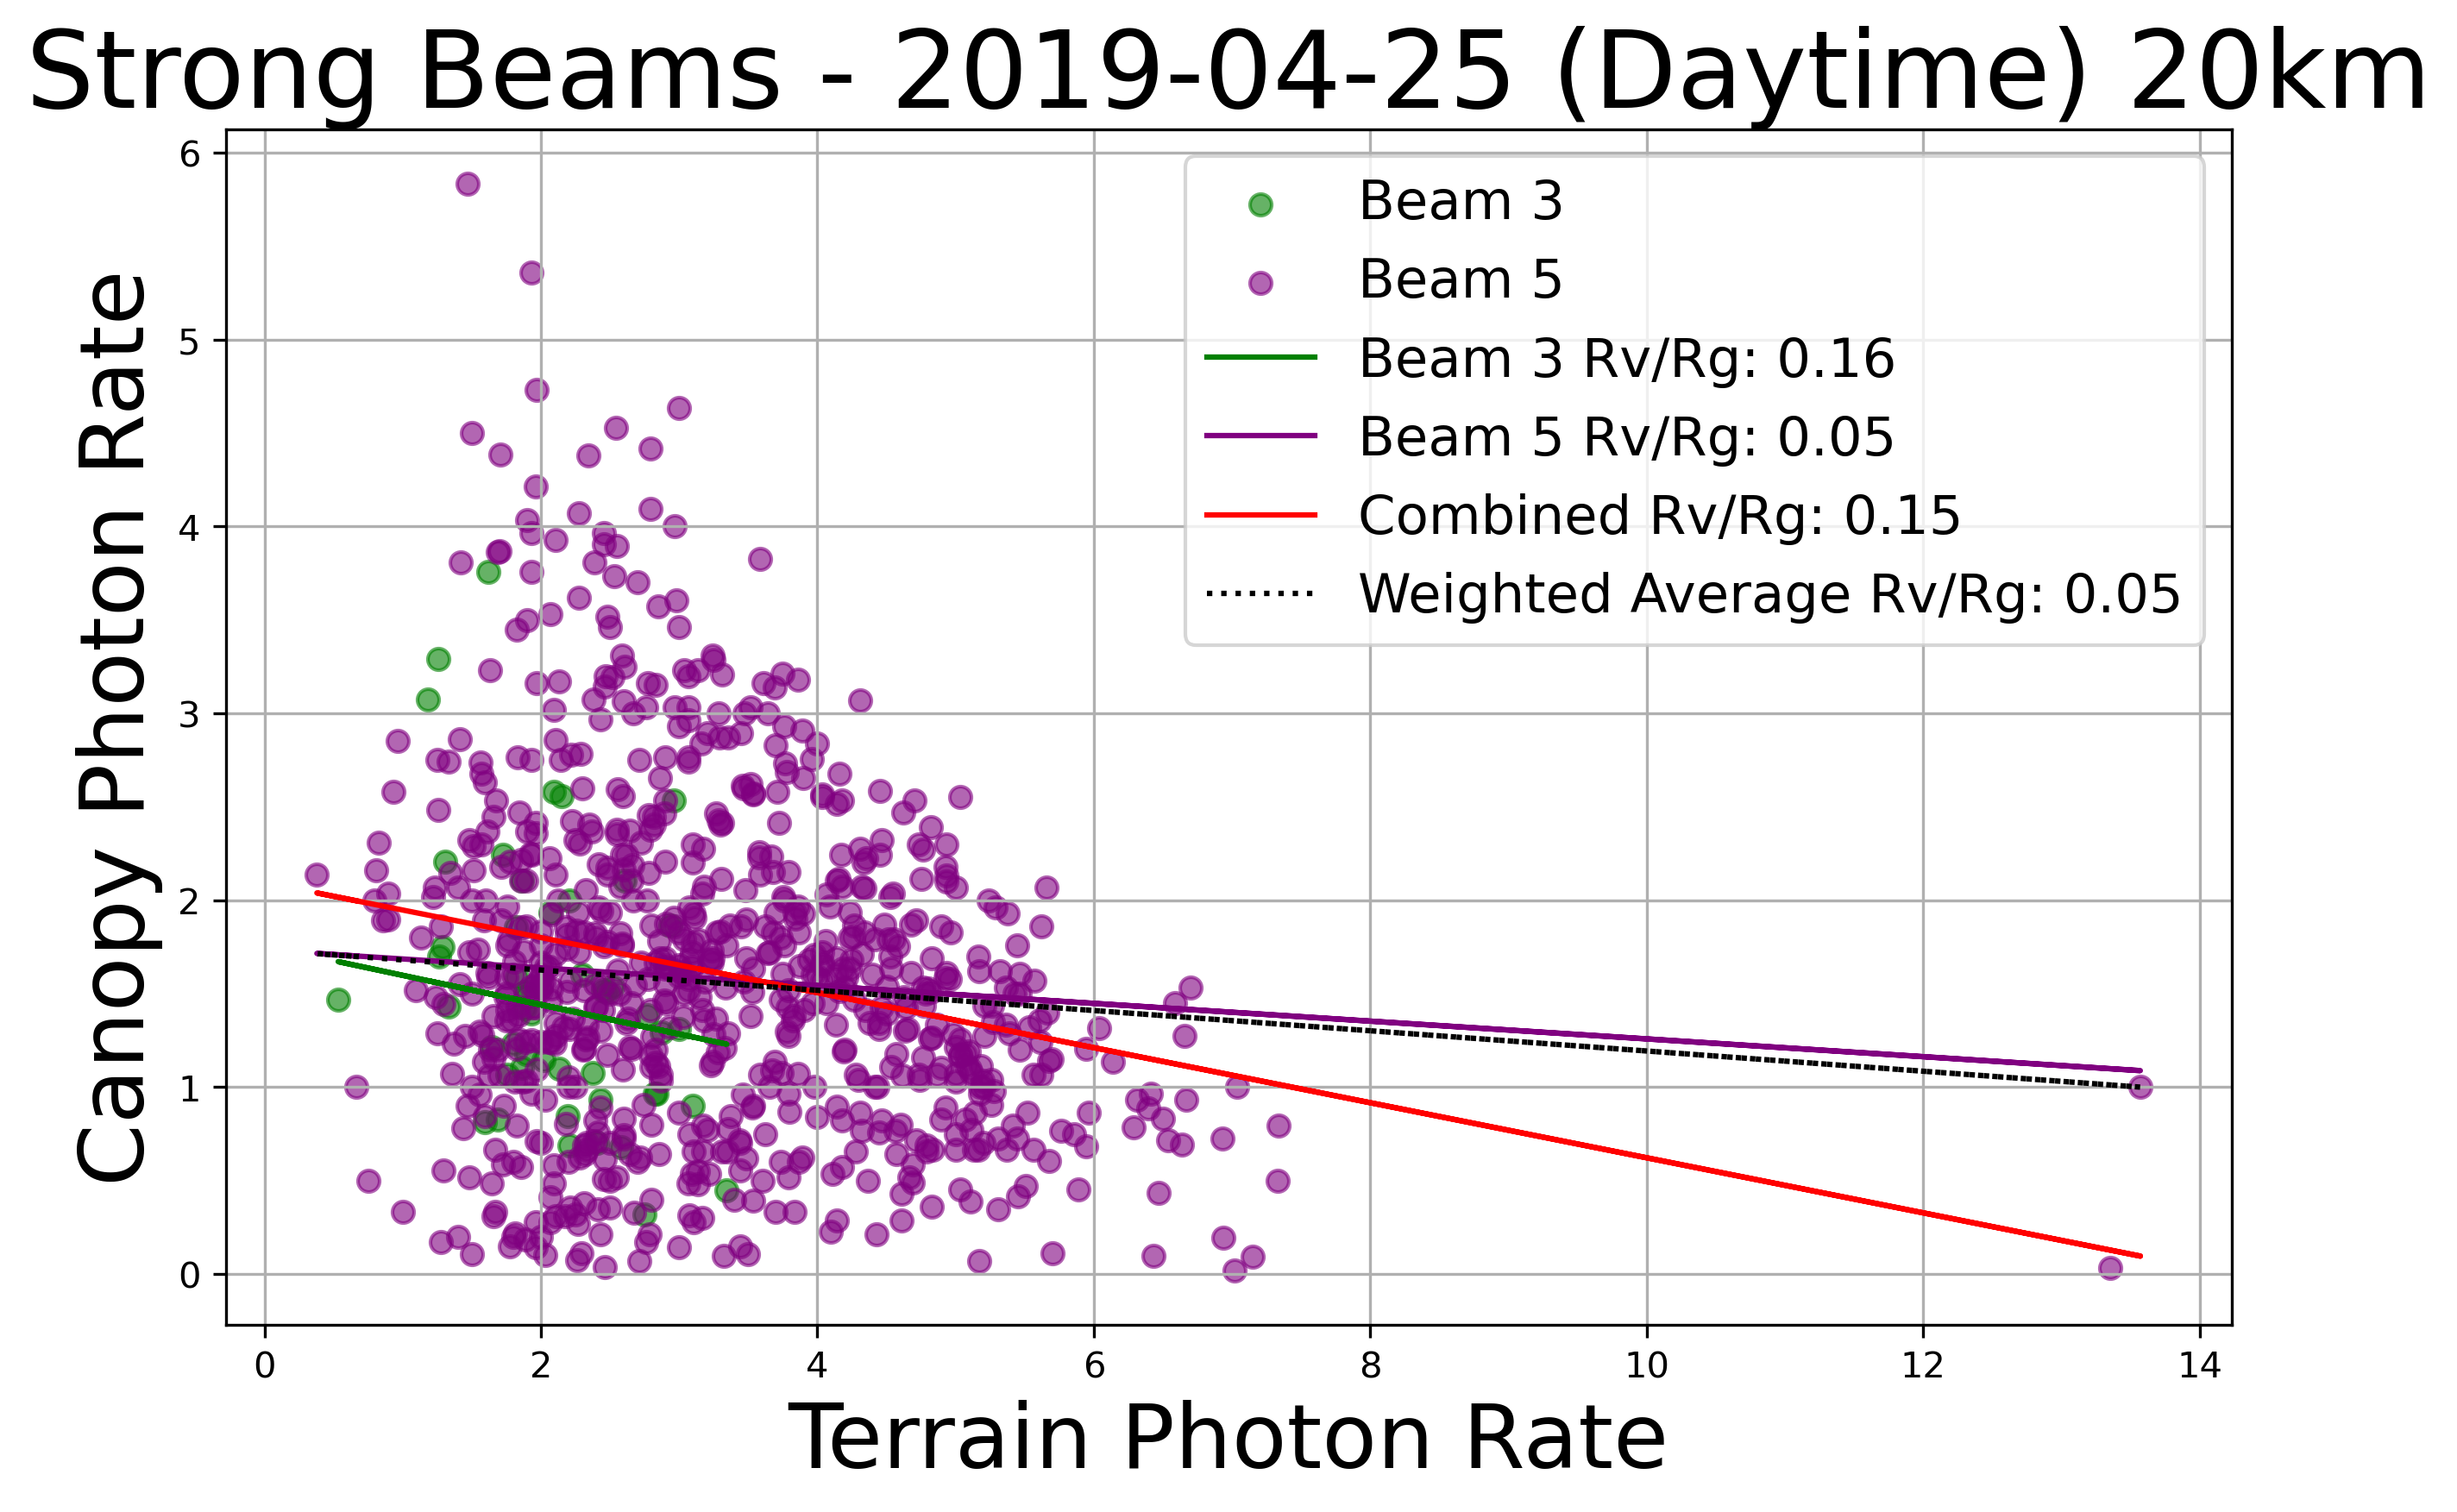 Strong Beams - 2019-04-25 (Daytime) 20km
6
5
4
3
2
1
0
Canopy Photon Rate
Beam 3
Beam 5
Beam 3 Rv/Rg: 0.16
Beam 5 Rv/Rg: 0.05
Combined Rv/Rg: 0.15
Weighted Average Rv/Rg: 0.05
0 2 4 6 8 10 12 14
Terrain Photon Rate